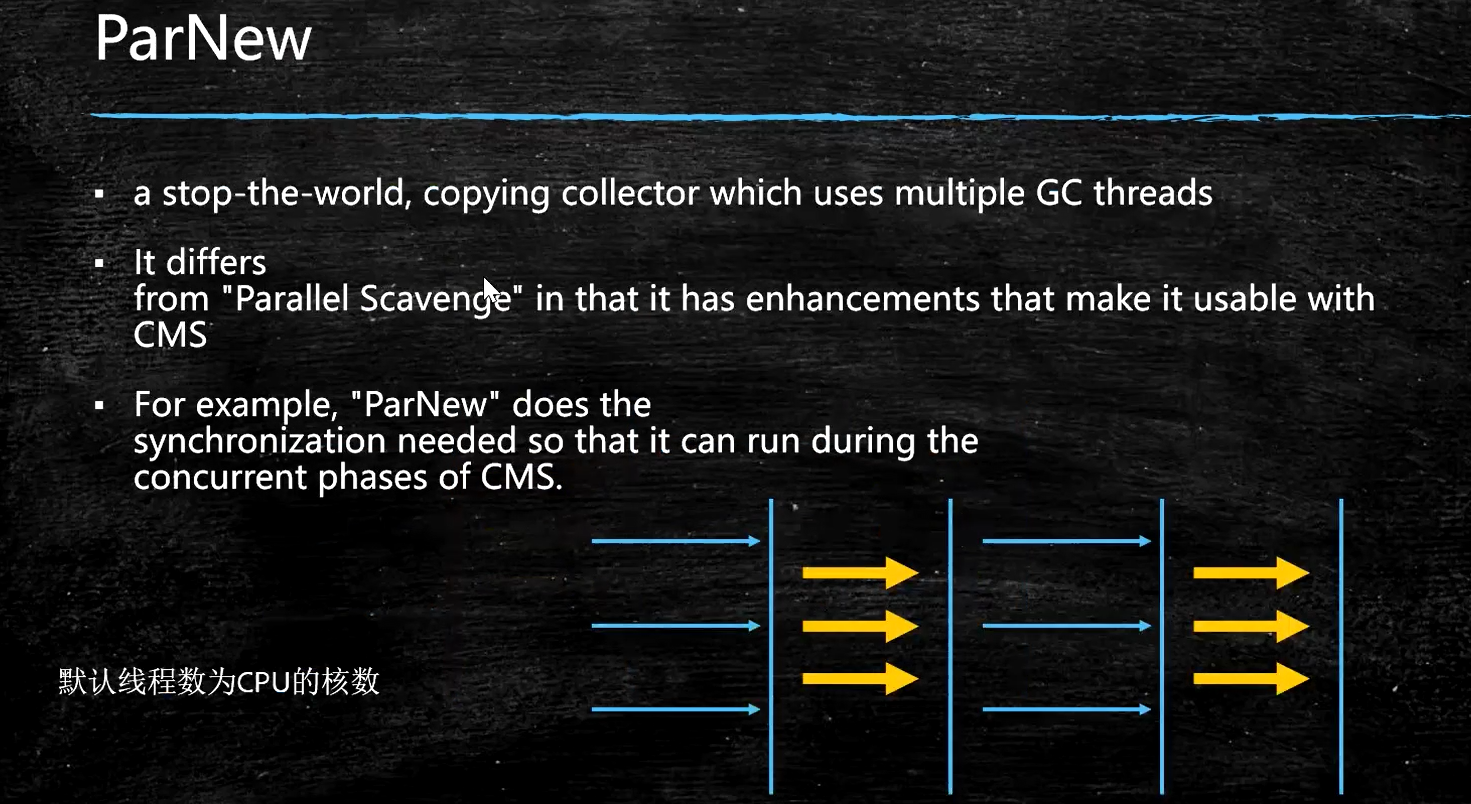 ParNew
▪ a stop-the-world, copying collector which uses multiple GC threads
▪ It differs
from "Parallel Scavenge" in that it has enhancements that make it usable with
CMS
▪ For example, "ParNew" does the
synchronization needed so that it can run during the
concurrent phases of CMS.
默认线程数为CPU的核数